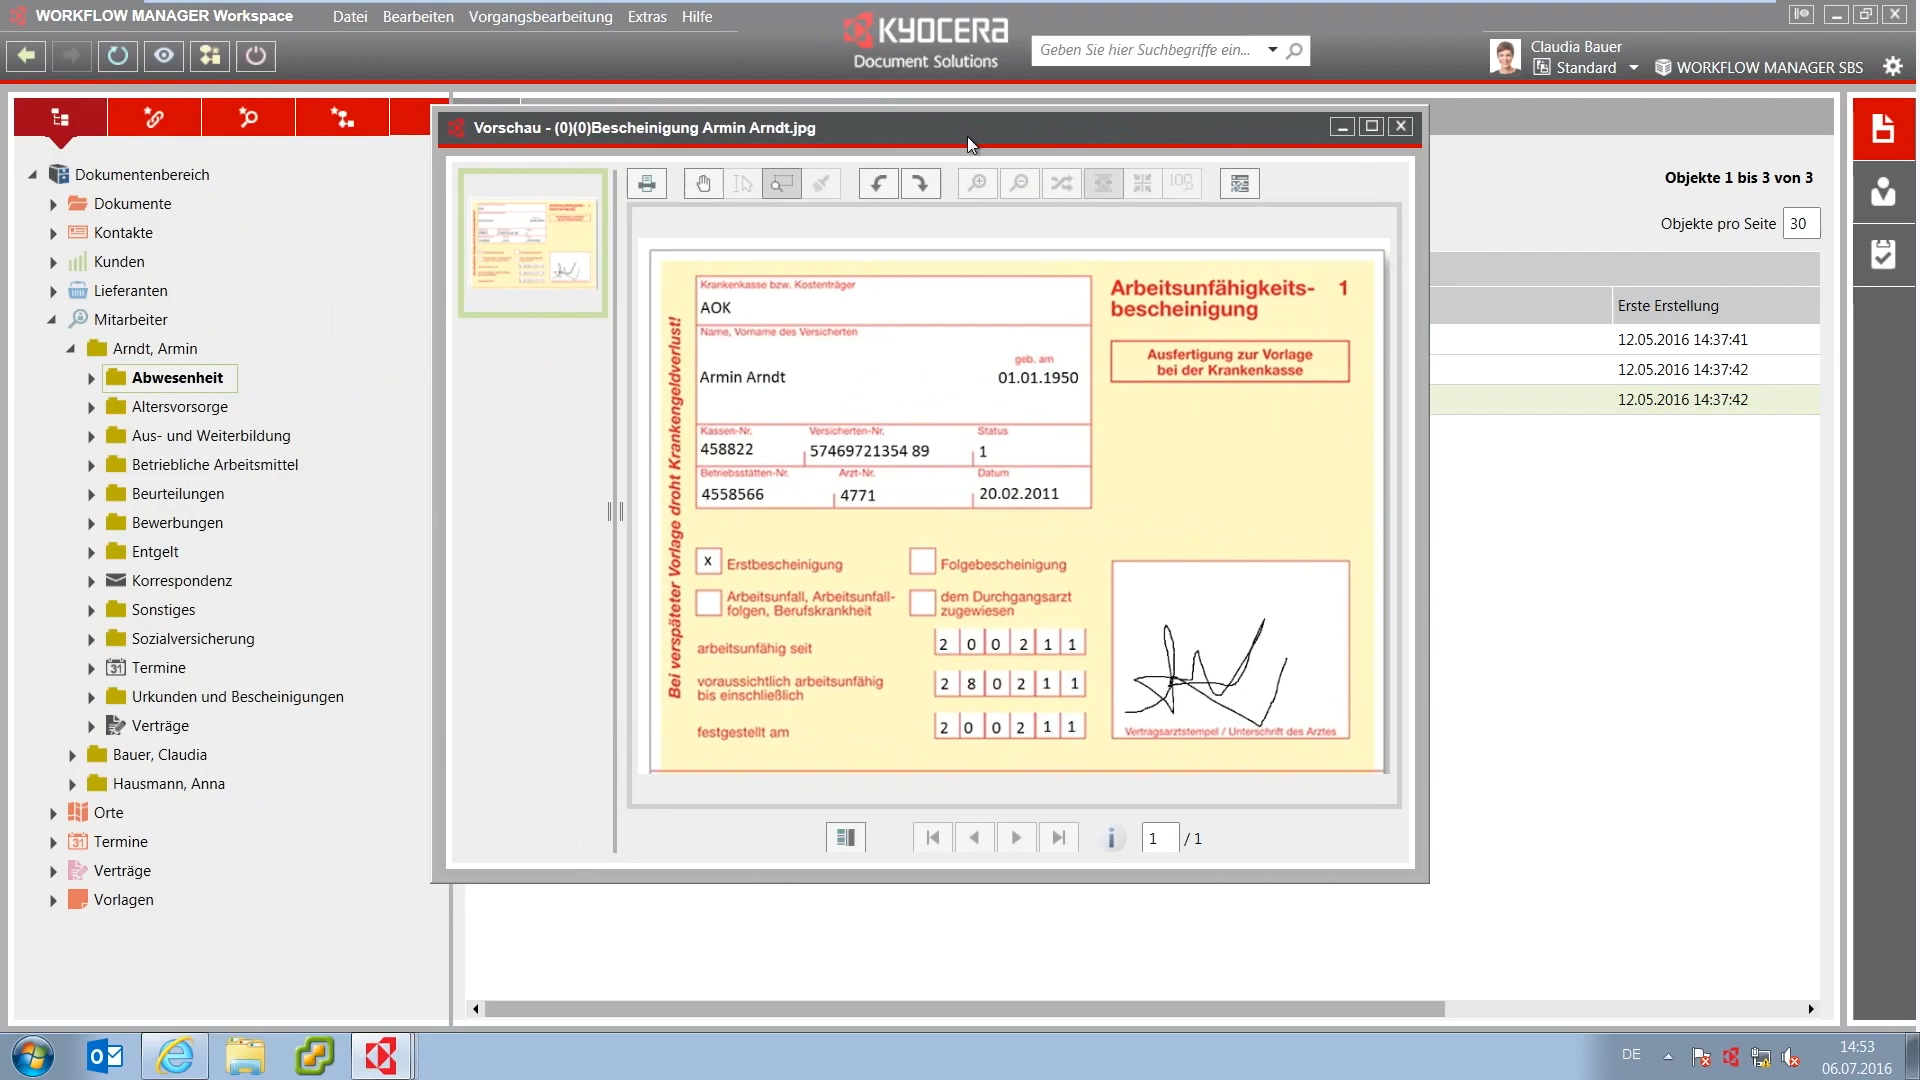 WORKFLOW MANAGER Workspace
Datei Bearbeiten Vorgangsbearbeitung Extras Hilfe
KYOCERA
Document Solutions
Geben Sie hier Suchbegriffe ein...
Claudia Bauer
Standard
WORKFLOW MANAGER SBS
Vorschau - (0)(0)Bescheinigung Armin Arndt.jpg
Dokumentenbereich
Dokumente
Kontakte
Kunden
Lieferanten
Mitarbeiter
Arndt, Armin
Abwesenheit
Altersvorsorge
Aus- und Weiterbildung
Betriebliche Arbeitsmittel
Beurteilungen
Bewerbungen
Entgelt
Korrespondenz
Sonstiges
Sozialversicherung
31 Termine
Urkunden und Bescheinigungen
Verträge
Bauer, Claudia
Hausmann, Anna
Orte
31 Termine
Verträge
Vorlagen
100
Bei verspäteter Vorlage droht Krankengeldverlust!
Krankenkasse bzw. Kostenträger
AOK
Name, Vorname des Versicherten
geb. am
Armin Arndt 01.01.1950
Kassen-Nr. Versicherten-Nr. Status
458822 57469721354 89 1
Betriebsstätten-Nr. Arzt-Nr. Datum
4558566 4771 20.02.2011
Arbeitsunfähigkeits- 1
bescheinigung
Ausfertigung zur Vorlage
bei der Krankenkasse
x Erstbescheinigung Folgebescheinigung
Arbeitsunfall, Arbeitsunfall-
folgen, Berufskrankheit
dem Durchgangsarzt
zugewiesen
arbeitsunfähig seit 2 0 0 2 1 1
voraussichtlich arbeitsunfähig
bis einschließlich 2 8 0 2 1 1
festgestellt am 2 0 0 2 1 1
Vertragsarztstempel / Unterschrift des Arztes
1 / 1
Objekte 1 bis 3 von 3
Objekte pro Seite 30
Erste Erstellung
12.05.2016 14:37:41
12.05.2016 14:37:42
12.05.2016 14:37:42
DE
14:53
06.07.2016